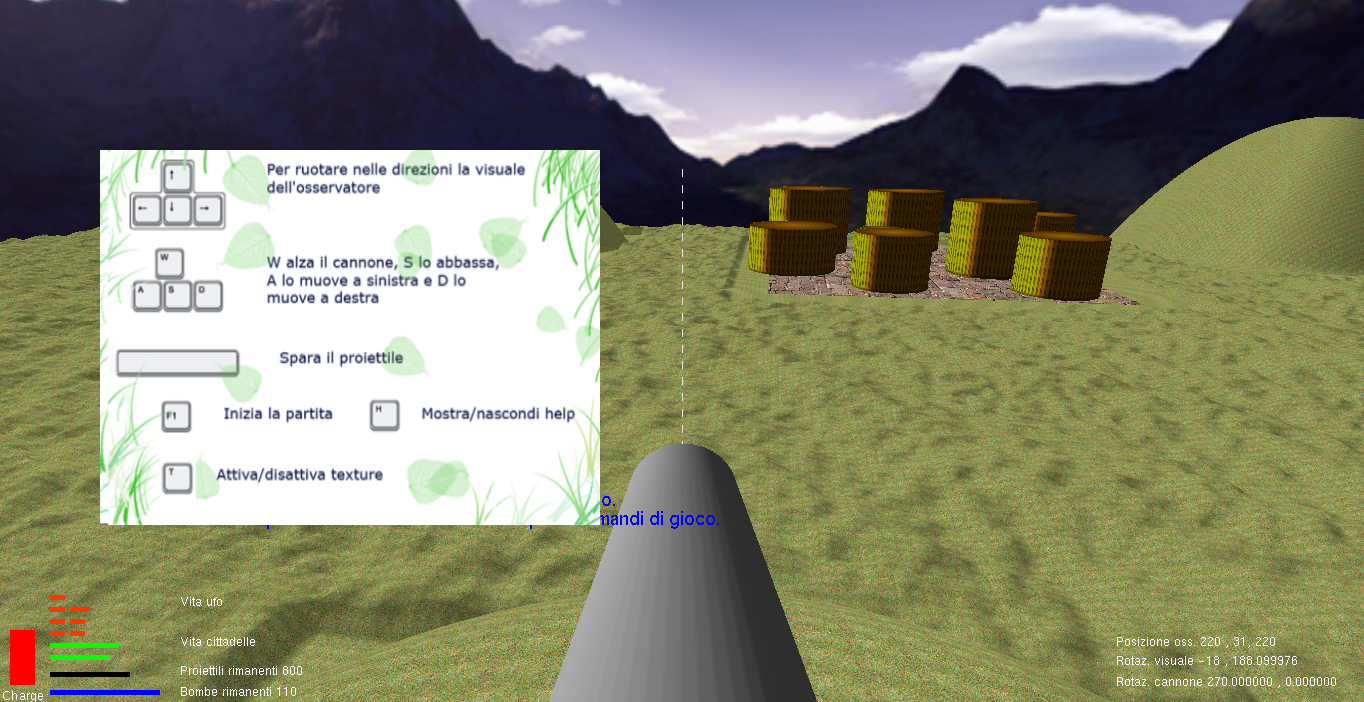 ↑
← ↓ →
Per ruotare nelle direzioni la visuale
dell'osservatore
W
A S D
W alza il cannone, S lo abbassa,
A lo muove a sinistra e D lo
muove a destra
Spara il proiettile
F1 Inizia la partita
H Mostra/nascondi help
T Attiva/disattiva texture
o.
mandi di gioco.
Vita ufo
Vita cittadelle
Proiettili rimanenti 800
Bombe rimanenti 110
Charge
Posizione oss. 220 , 31, 220
Rotaz. visuale -18 , 188.099976
Rotaz. cannone 270.000000 , 0.000000